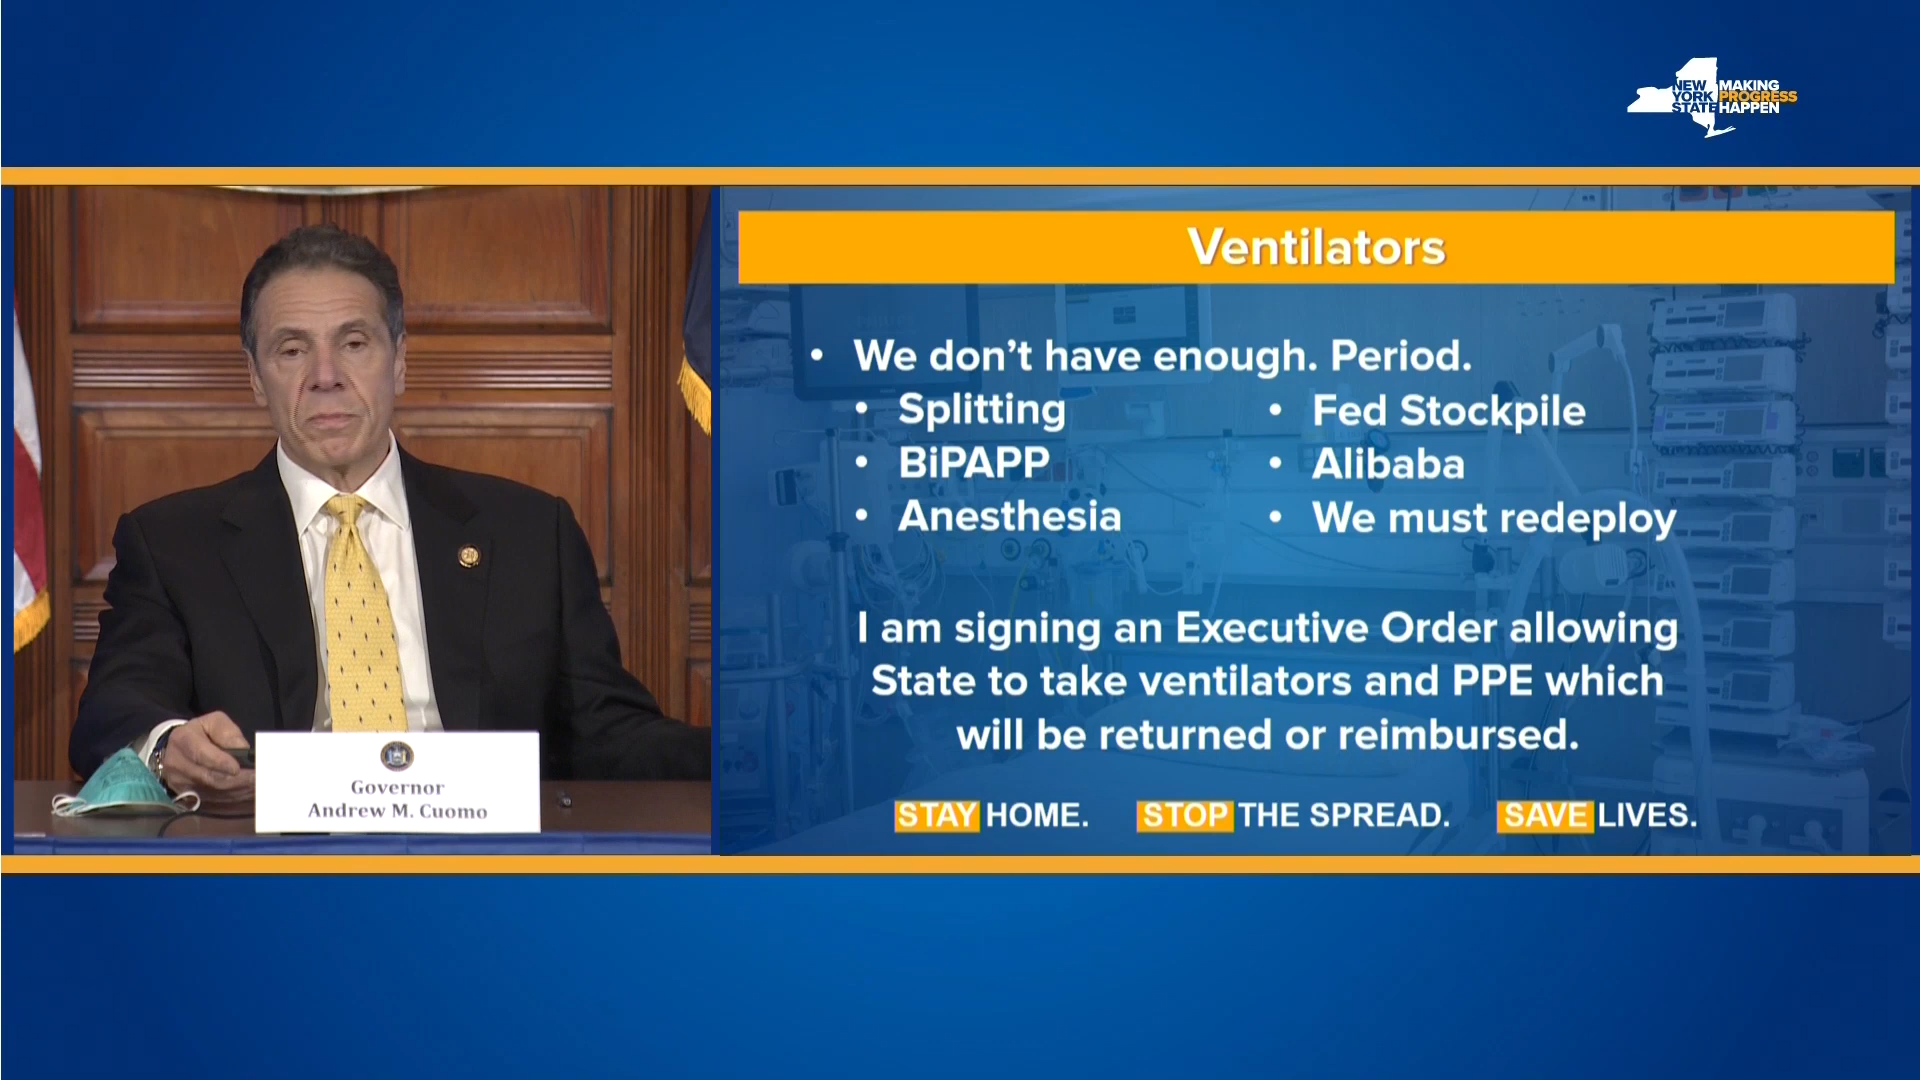 NEW YORK STATE
MAKING PROGRESS HAPPEN
Ventilators
• We don’t have enough. Period.
• Splitting
• BiPAPP
• Anesthesia
• Fed Stockpile
• Alibaba
• We must redeploy
I am signing an Executive Order allowing
State to take ventilators and PPE which
will be returned or reimbursed.
STAY HOME. STOP THE SPREAD. SAVE LIVES.
Governor
Andrew M. Cuomo